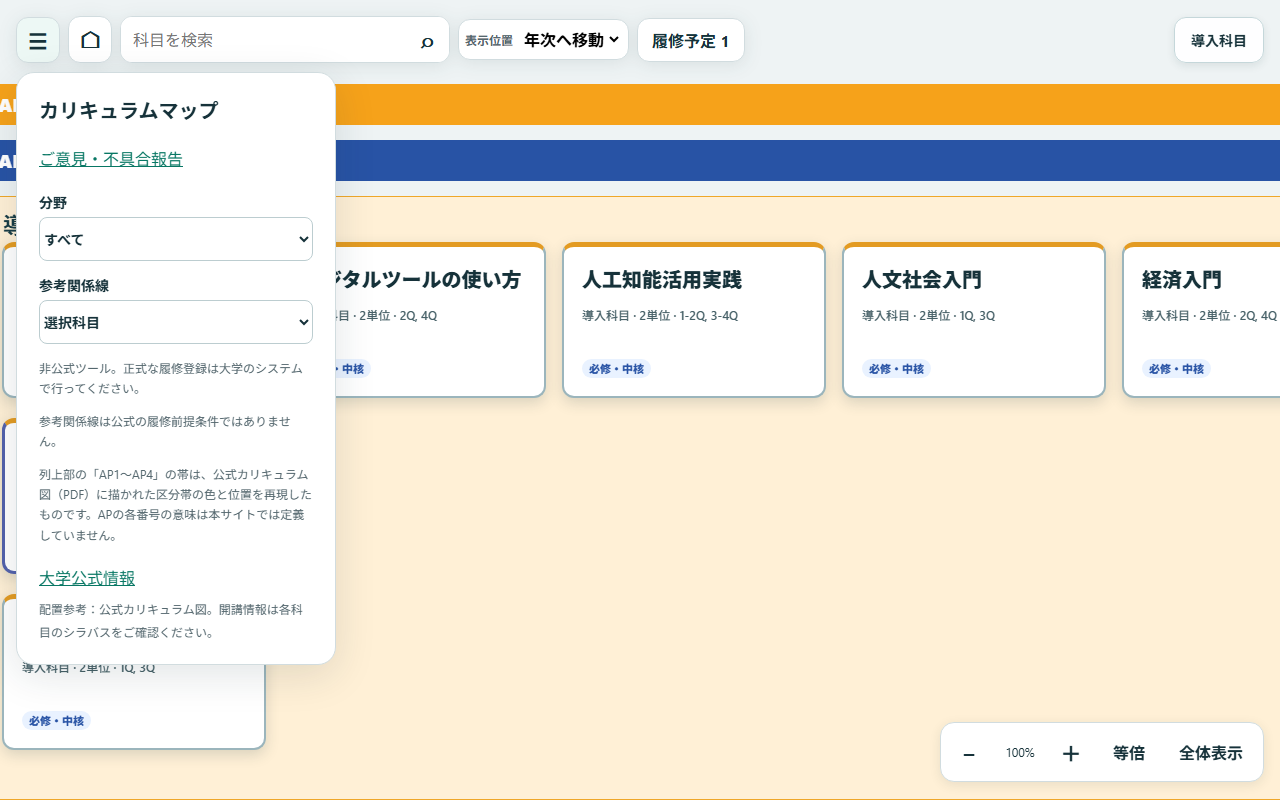 科目を検索
表示位置 年次へ移動
履修予定 1
導入科目
カリキュラムマップ
ご意見・不具合報告
分野
すべて
参考関係線
選択科目
非公式ツール。正式な履修登録は大学のシステム
で行ってください。
参考関係線は公式の履修前提条件ではありませ
ん。
列上部の「AP1〜AP4」の帯は、公式カリキュラム
図（PDF）に描かれた区分帯の色と位置を再現した
ものです。APの各番号の意味は本サイトでは定義
していません。
大学公式情報
配置参考：公式カリキュラム図。開講情報は各科
目のシラバスをご確認ください。
ジタルツールの使い方
目 · 2単位 · 2Q, 4Q
・中核
人工知能活用実践
導入科目 · 2単位 · 1-2Q, 3-4Q
必修・中核
人文社会入門
導入科目 · 2単位 · 1Q, 3Q
必修・中核
経済入門
導入科目 · 2単位 · 2Q, 4Q
必修・中核
導入科目 · 2単位 · 1Q, 3Q
必修・中核
− 100% + 等倍 全体表示